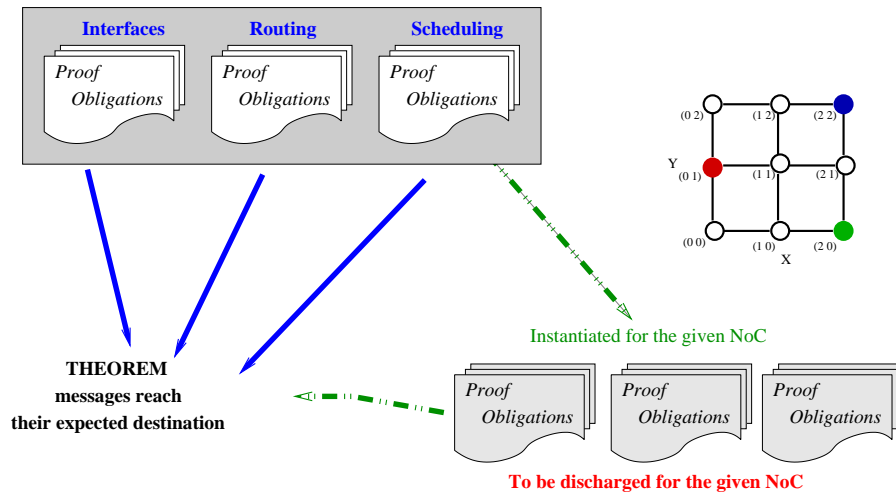 Interfaces
Routing
Scheduling
Proof
Obligations
Proof
Obligations
Proof
Obligations
(0 2)
(1 2)
(2 2)
Y
(0 1)
(1 1)
(2 1)
(0 0)
(1 0)
(2 0)
X
Instantiated for the given NoC
THEOREM
messages reach
their expected destination
Proof
Obligations
Proof
Obligations
Proof
Obligations
To be discharged for the given NoC